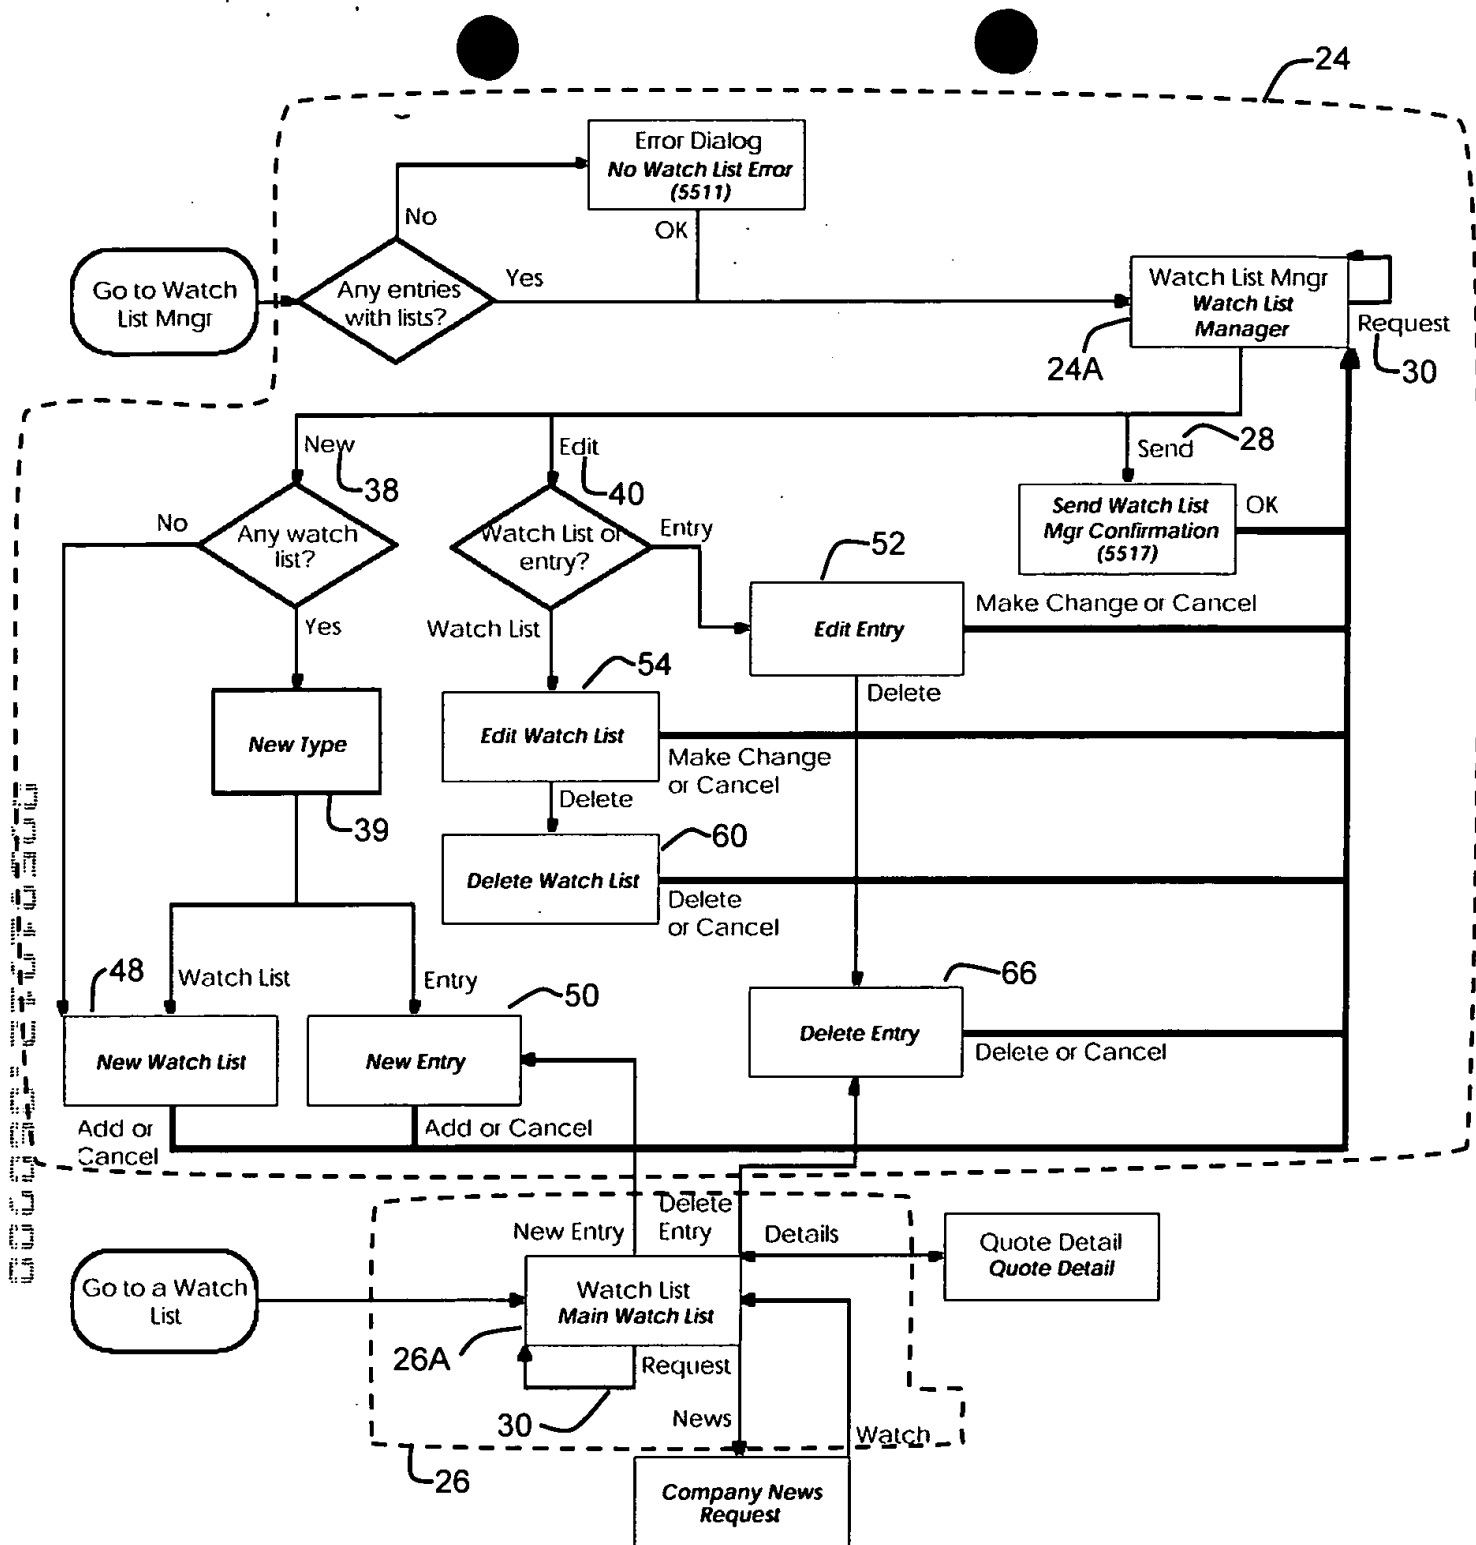 24
Error Dialog
No Watch List Error
(5511)
No
OK
Go to Watch
List Mngr
Any entries
with lists?
Yes
Watch List Mngr
Watch List
Manager
24A
Request
30
New
38
Edit
40
Send
28
No
Any watch
list?
Watch List or
entry?
Entry
Send Watch List
Mgr Confirmation
(5517)
OK
52
Yes
Watch List
Edit Entry
Make Change or Cancel
54
Delete
New Type
Edit Watch List
Make Change
or Cancel
39
Delete
60
Delete Watch List
Delete
or Cancel
48
Watch List
Entry
50
66
New Watch List
New Entry
Delete Entry
Delete or Cancel
Add or
Cancel
Add or Cancel
New Entry
Delete
Entry
Details
Quote Detail
Quote Detail
Go to a Watch
List
Watch List
Main Watch List
26A
Request
30
News
Watch
26
Company News
Request